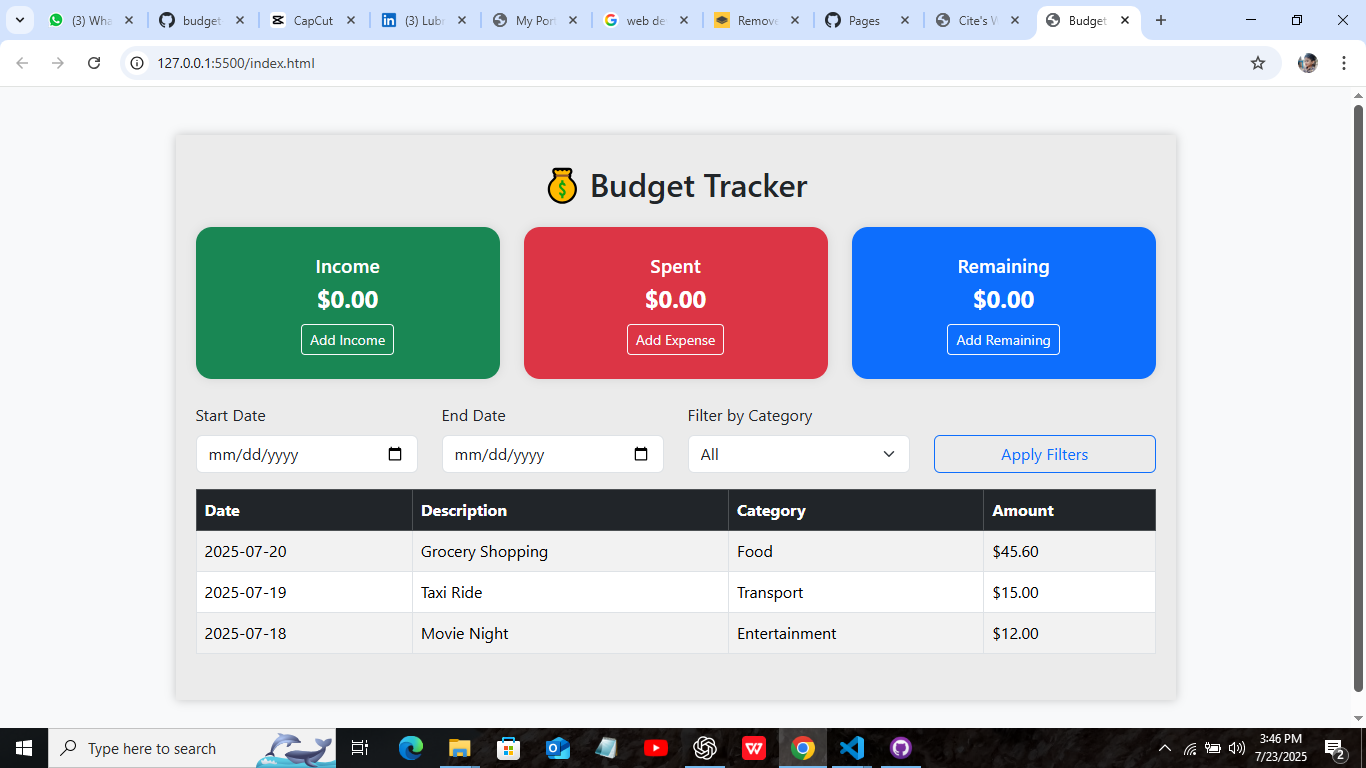 (3) Wha budget- CapCut (3) Lubn My Port web de Remove Pages Cite's W Budget
127.0.0.1:5500/index.html
Budget Tracker
Income Spent Remaining
$0.00 $0.00 $0.00
Add Income Add Expense Add Remaining
Start Date End Date Filter by Category
mm/dd/yyyy mm/dd/yyyy All Apply Filters
Date Description Category Amount
2025-07-20 Grocery Shopping Food $45.60
2025-07-19 Taxi Ride Transport $15.00
2025-07-18 Movie Night Entertainment $12.00
Type here to search
3:46 PM
7/23/2025
2